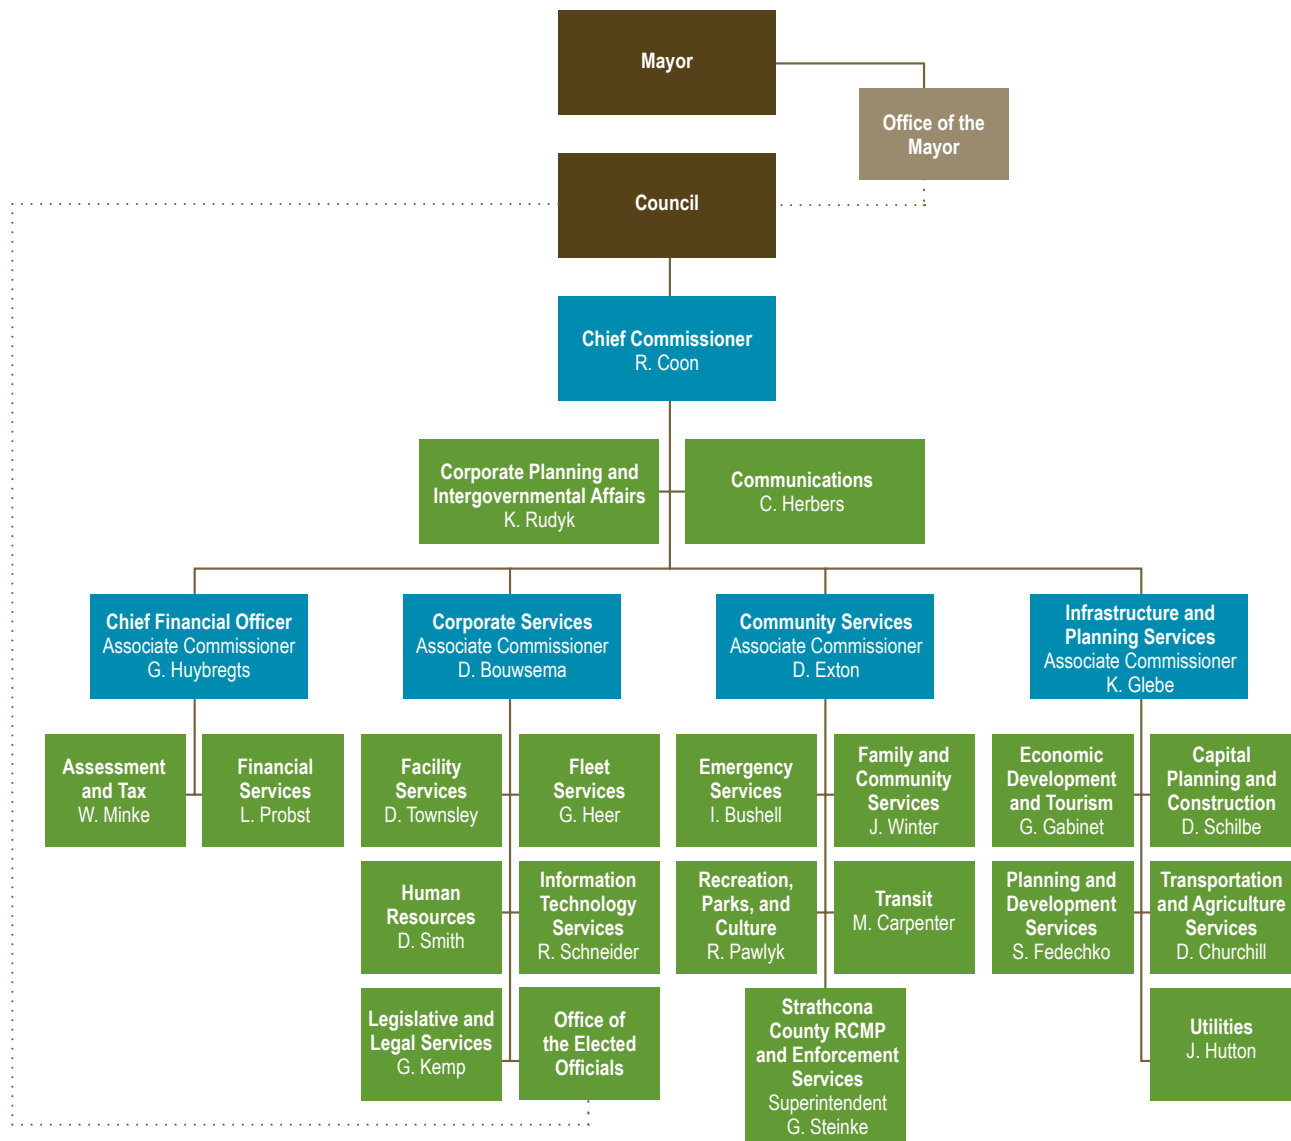 Mayor
Office of the
Mayor
Council
Chief Commissioner
R. Coon
Corporate Planning and
Intergovernmental Affairs
K. Rudyk
Communications
C. Herbers
Chief Financial Officer
Associate Commissioner
G. Huybregts
Corporate Services
Associate Commissioner
D. Bouwsema
Community Services
Associate Commissioner
D. Exton
Infrastructure and
Planning Services
Associate Commissioner
K. Glebe
Assessment
and Tax
W. Minke
Financial
Services
L. Probst
Facility
Services
D. Townsley
Fleet
Services
G. Heer
Emergency
Services
I. Bushell
Family and
Community
Services
J. Winter
Economic
Development
and Tourism
G. Gabinet
Capital
Planning and
Construction
D. Schilbe
Human
Resources
D. Smith
Information
Technology
Services
R. Schneider
Recreation,
Parks, and
Culture
R. Pawlyk
Transit
M. Carpenter
Planning and
Development
Services
S. Fedechko
Transportation
and Agriculture
Services
D. Churchill
Legislative and
Legal Services
G. Kemp
Office of
the Elected
Officials
Strathcona
County RCMP
and Enforcement
Services
Superintendent
G. Steinke
Utilities
J. Hutton